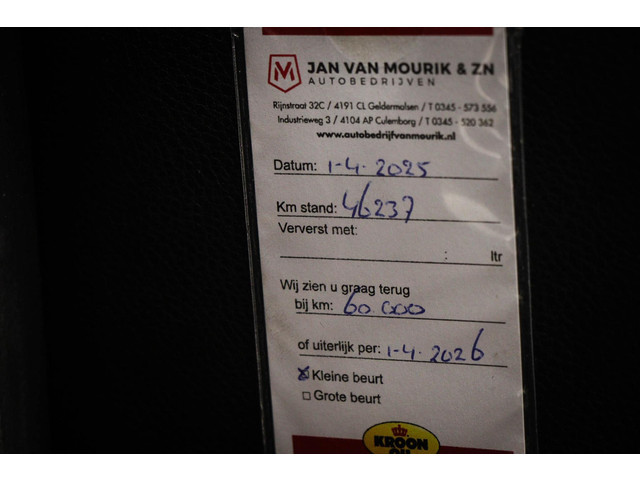 JAN VAN MOURIK & ZN
AUTOBEDRIJVEN
Rijnstraat 32C / 4191 CL Geldermalsen / T 0345 - 573 556
Industrieweg 3 / 4104 AP Culemborg / T 0345 - 520 362
www.autobedrijfvanmourik.nl
Datum: 1-4-2025
Km stand: 46237
Ververst met:
: ltr
Wij zien u graag terug
bij km: 60.000
of uiterlijk per: 1-4-2026
☒ Kleine beurt
☐ Grote beurt
KROON
OIL